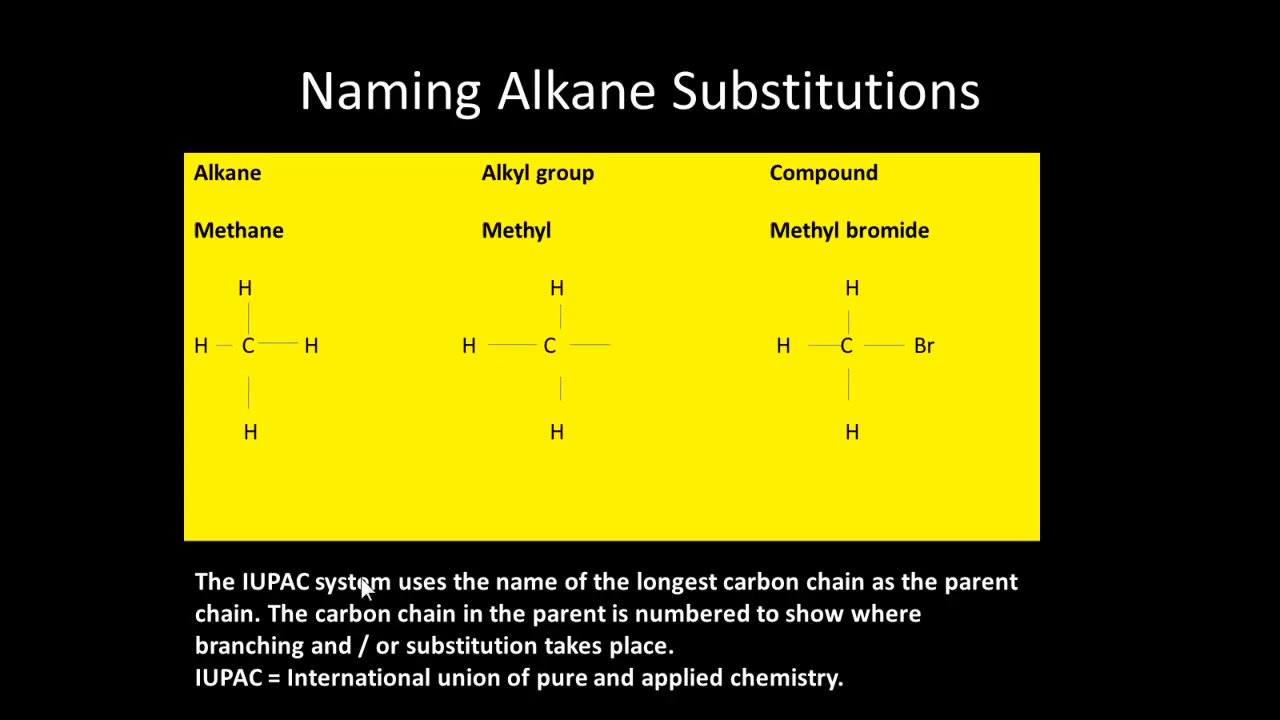 Naming Alkane Substitutions
Alkane Alkyl group Compound
Methane Methyl Methyl bromide
H H H
H C H H C H C Br
H H H
The IUPAC system uses the name of the longest carbon chain as the parent
chain. The carbon chain in the parent is numbered to show where
branching and / or substitution takes place.
IUPAC = International union of pure and applied chemistry.